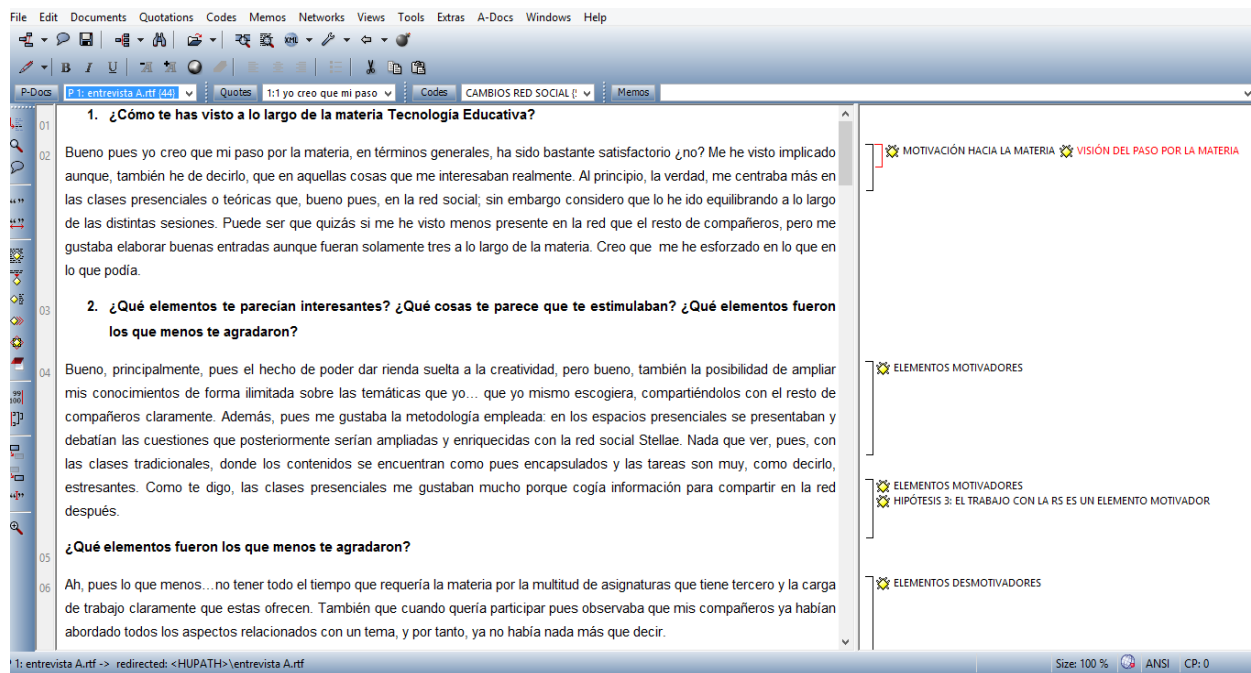 File Edit Documents Quotations Codes Memos Networks Views Tools Extras A-Docs Windows Help
B I U A A
P-Docs P 1: entrevista A.rtf {44} Quotes 1:1 yo creo que mi paso Codes CAMBIOS RED SOCIAL {: Memos
01 1. ¿Cómo te has visto a lo largo de la materia Tecnología Educativa?
02 Bueno pues yo creo que mi paso por la materia, en términos generales, ha sido bastante satisfactorio ¿no? Me he visto implicado
MOTIVACIÓN HACIA LA MATERIA VISIÓN DEL PASO POR LA MATERIA
aunque, también he de decirlo, que en aquellas cosas que me interesaban realmente. Al principio, la verdad, me centraba más en
las clases presenciales o teóricas que, bueno pues, en la red social; sin embargo considero que lo he ido equilibrando a lo largo
de las distintas sesiones. Puede ser que quizás si me he visto menos presente en la red que el resto de compañeros, pero me
gustaba elaborar buenas entradas aunque fueran solamente tres a lo largo de la materia. Creo que me he esforzado en lo que en
lo que podía.
03 2. ¿Qué elementos te parecían interesantes? ¿Qué cosas te parece que te estimulaban? ¿Qué elementos fueron
los que menos te agradaron?
04 Bueno, principalmente, pues el hecho de poder dar rienda suelta a la creatividad, pero bueno, también la posibilidad de ampliar
ELEMENTOS MOTIVADORES
mis conocimientos de forma ilimitada sobre las temáticas que yo… que yo mismo escogiera, compartiéndolos con el resto de
compañeros claramente. Además, pues me gustaba la metodología empleada: en los espacios presenciales se presentaban y
debatían las cuestiones que posteriormente serían ampliadas y enriquecidas con la red social Stellae. Nada que ver, pues, con
las clases tradicionales, donde los contenidos se encuentran como pues encapsulados y las tareas son muy, como decirlo,
estresantes. Como te digo, las clases presenciales me gustaban mucho porque cogía información para compartir en la red
después.
ELEMENTOS MOTIVADORES
HIPÓTESIS 3: EL TRABAJO CON LA RS ES UN ELEMENTO MOTIVADOR
05 ¿Qué elementos fueron los que menos te agradaron?
06 Ah, pues lo que menos…no tener todo el tiempo que requería la materia por la multitud de asignaturas que tiene tercero y la carga
ELEMENTOS DESMOTIVADORES
de trabajo claramente que estas ofrecen. También que cuando quería participar pues observaba que mis compañeros ya habían
abordado todos los aspectos relacionados con un tema, y por tanto, ya no había nada más que decir.
1: entrevista A.rtf -> redirected: <HUPATH>\entrevista A.rtf Size: 100 % ANSI CP: 0